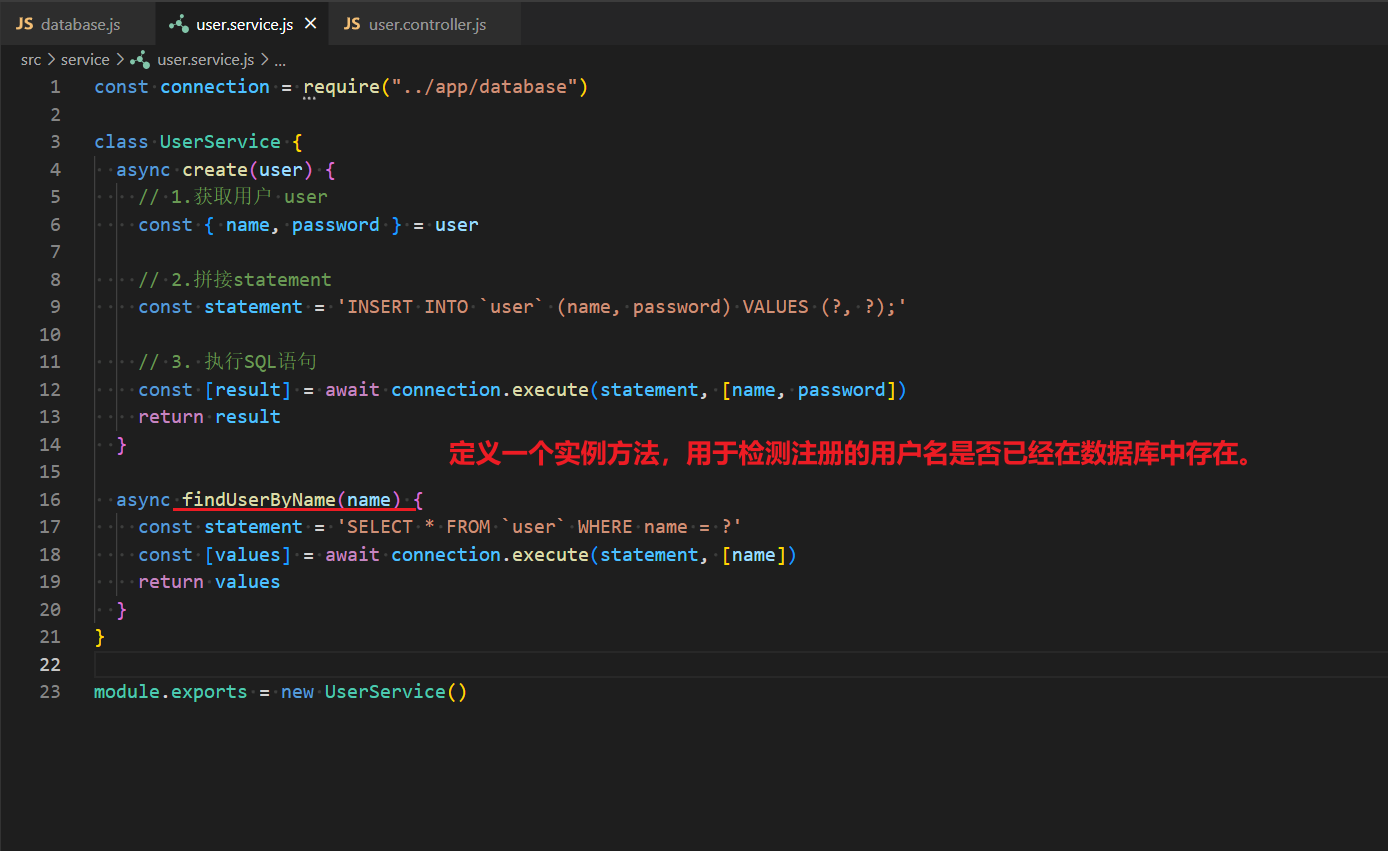 JS database.js user.service.js × JS user.controller.js
src > service > user.service.js > ...
1 const connection = require("../app/database")
2
3 class UserService {
4 async create(user) {
5 // 1.获取用户 user
6 const { name, password } = user
7
8 // 2.拼接statement
9 const statement = 'INSERT INTO `user` (name, password) VALUES (?, ?);'
10
11 // 3. 执行SQL语句
12 const [result] = await connection.execute(statement, [name, password])
13 return result
14 }
定义一个实例方法，用于检测注册的用户名是否已经在数据库中存在。
15
16 async findUserByName(name) {
17 const statement = 'SELECT * FROM `user` WHERE name = ?'
18 const [values] = await connection.execute(statement, [name])
19 return values
20 }
21 }
22
23 module.exports = new UserService()